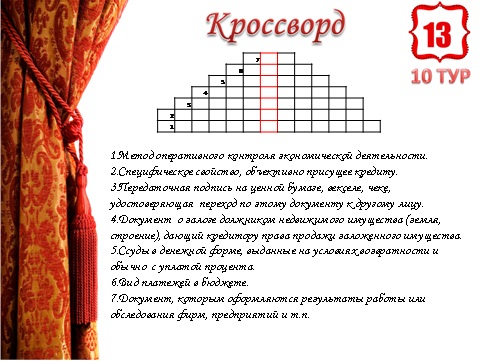 Кроссворд
13
10 ТУР
7
6
5
4
3
2
1
1.Метод оперативного контроля экономической деятельности.
2.Специфическое свойство, объективно присущее кредиту.
3.Передаточная подпись на ценной бумаге, векселе, чеке,
удостоверяющая переход по этому документу к другому лицу.
4.Документ о залоге должником недвижимого имущества (земля,
строение), дающий кредитору права продажи заложенного имущества.
5.Ссуды в денежной форме, выданные на условиях возвратности и
обычно с уплатой процента.
6.Вид платежей в бюджете.
7.Документ, которым оформляются результаты работы или
обследования фирм, предприятий и т.п.